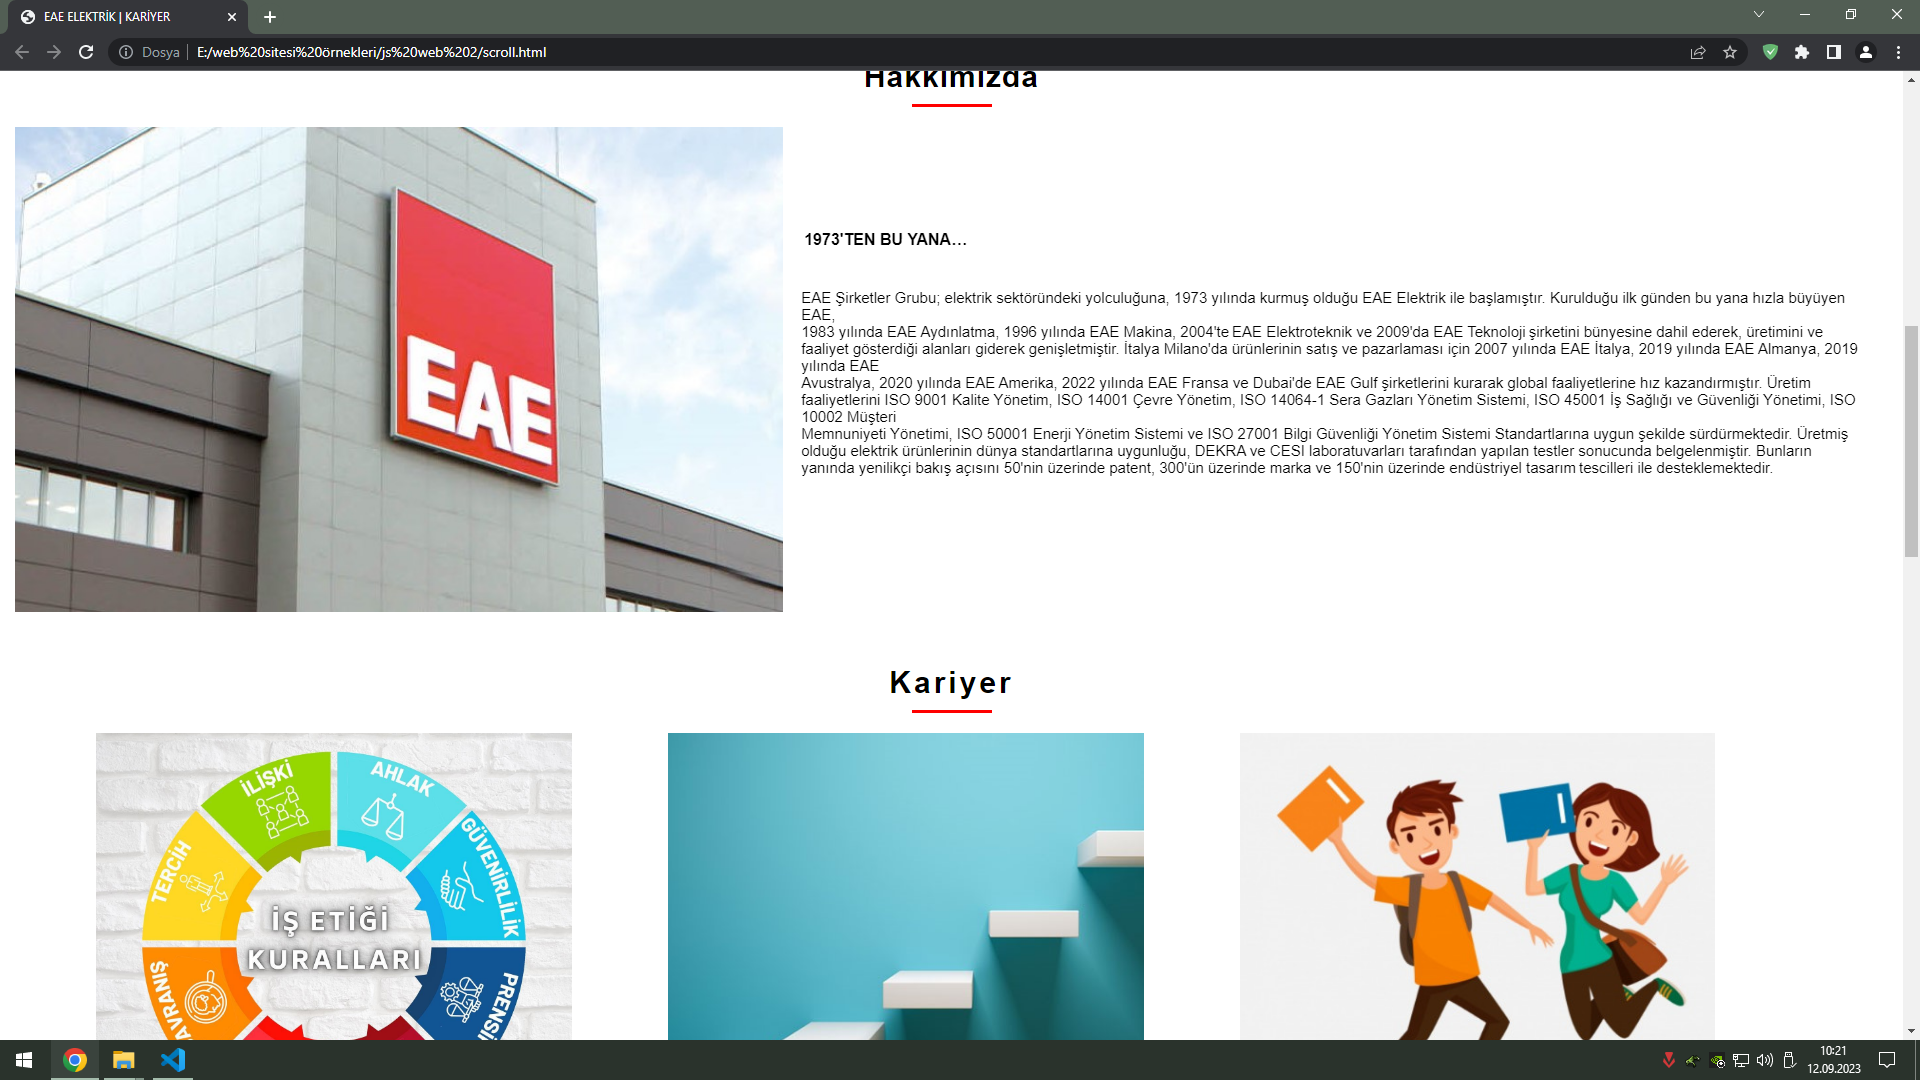 EAE ELEKTRİK | KARİYER
Dosya
E:/web%20sitesi%20örnekleri/js%20web%202/scroll.html
Hakkımızda
EAE
1973'TEN BU YANA…
EAE Şirketler Grubu; elektrik sektöründeki yolculuğuna, 1973 yılında kurmuş olduğu EAE Elektrik ile başlamıştır. Kurulduğu ilk günden bu yana hızla büyüyen
EAE,
1983 yılında EAE Aydınlatma, 1996 yılında EAE Makina, 2004'te EAE Elektroteknik ve 2009'da EAE Teknoloji şirketini bünyesine dahil ederek, üretimini ve
faaliyet gösterdiği alanları giderek genişletmiştir. İtalya Milano'da ürünlerinin satış ve pazarlaması için 2007 yılında EAE İtalya, 2019 yılında EAE Almanya, 2019
yılında EAE
Avustralya, 2020 yılında EAE Amerika, 2022 yılında EAE Fransa ve Dubai'de EAE Gulf şirketlerini kurarak global faaliyetlerine hız kazandırmıştır. Üretim
faaliyetlerini ISO 9001 Kalite Yönetim, ISO 14001 Çevre Yönetim, ISO 14064-1 Sera Gazları Yönetim Sistemi, ISO 45001 İş Sağlığı ve Güvenliği Yönetimi, ISO
10002 Müşteri
Memnuniyeti Yönetimi, ISO 50001 Enerji Yönetim Sistemi ve ISO 27001 Bilgi Güvenliği Yönetim Sistemi Standartlarına uygun şekilde sürdürmektedir. Üretmiş
olduğu elektrik ürünlerinin dünya standartlarına uygunluğu, DEKRA ve CESI laboratuvarları tarafından yapılan testler sonucunda belgelenmiştir. Bunların
yanında yenilikçi bakış açısını 50'nin üzerinde patent, 300'ün üzerinde marka ve 150'nin üzerinde endüstriyel tasarım tescilleri ile desteklemektedir.
Kariyer
İLİŞKİ
AHLAK
TERCİH
GÜVENİRLİLİK
İŞ ETİĞİ
KURALLARI
AVRANIŞ
PRENSİ
10:21
12.09.2023